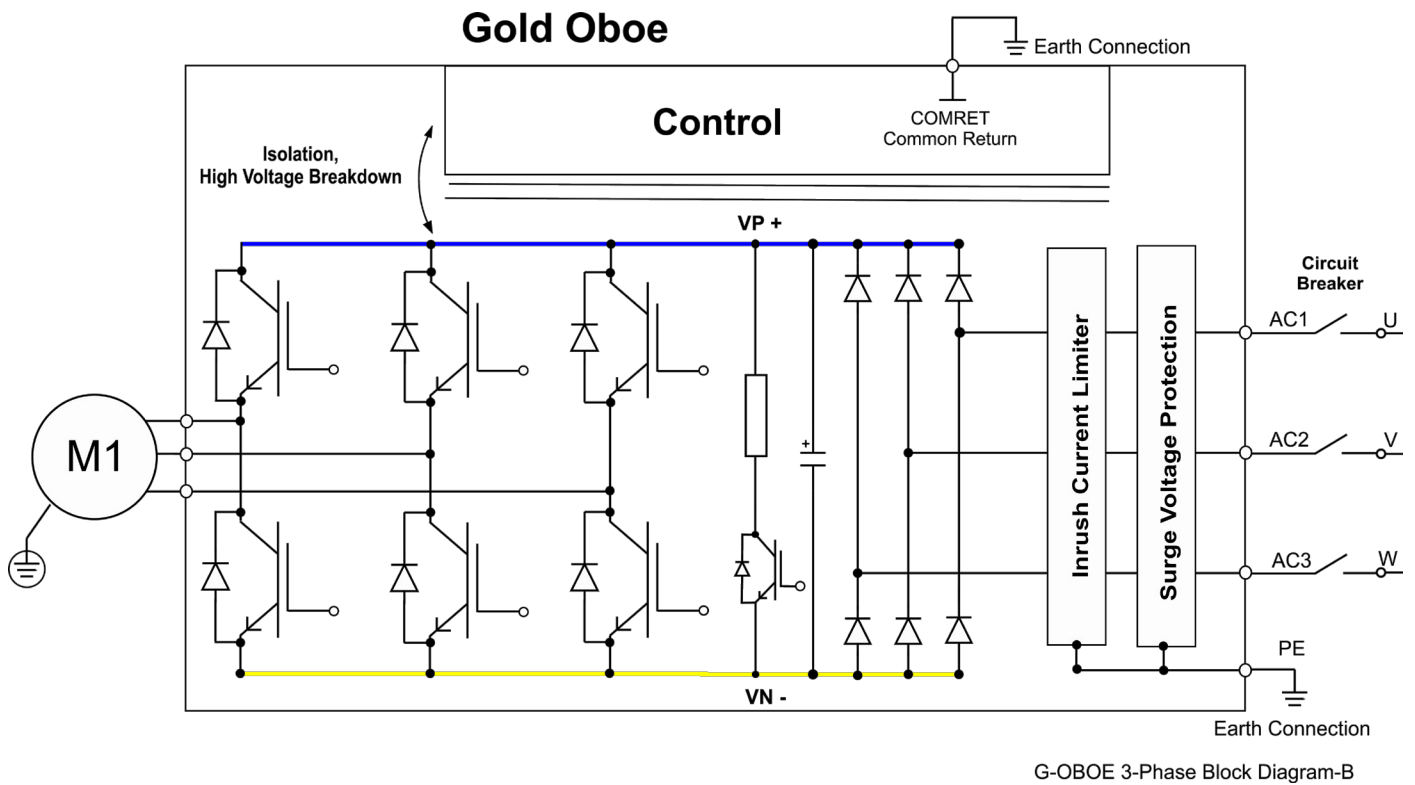 Gold Oboe
Earth Connection
Control
COMRET
Common Return
Isolation,
High Voltage Breakdown
VP +
Circuit
Breaker
AC1
U
Inrush Current Limiter
Surge Voltage Protection
M1
+
AC2
V
AC3
W
PE
VN -
Earth Connection
G-OBOE 3-Phase Block Diagram-B